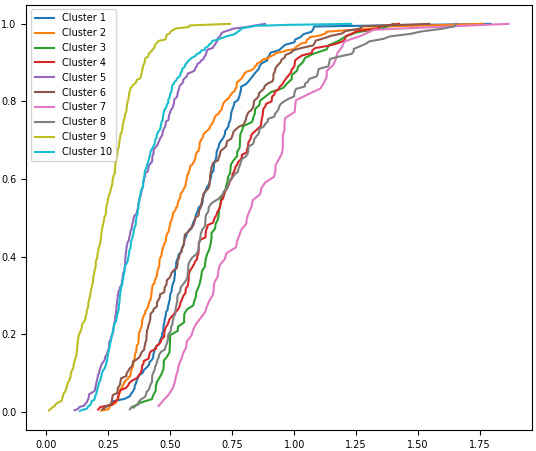 1.0
0.8
0.6
0.4
0.2
0.0
Cluster 1
Cluster 2
Cluster 3
Cluster 4
Cluster 5
Cluster 6
Cluster 7
Cluster 8
Cluster 9
Cluster 10
0.00 0.25 0.50 0.75 1.00 1.25 1.50 1.75